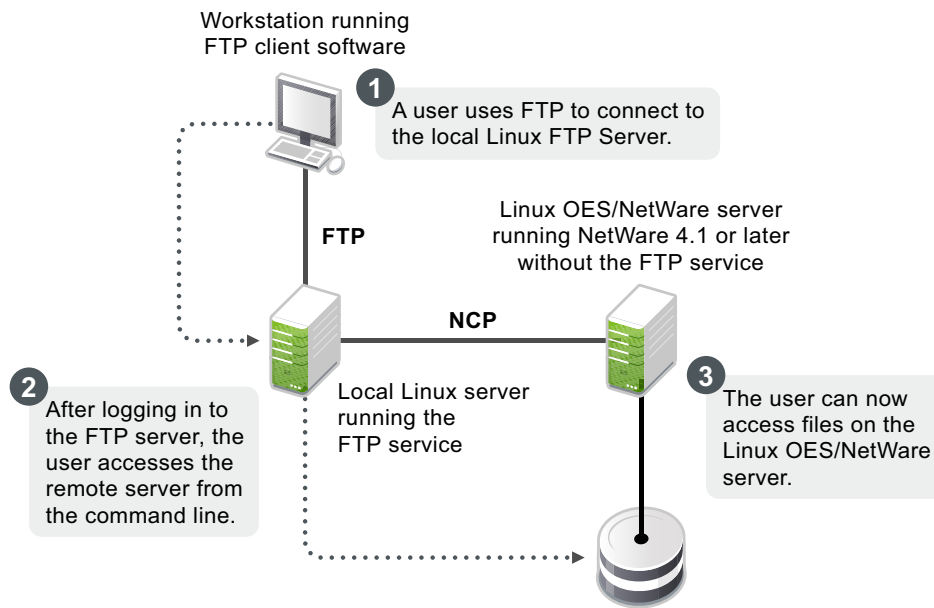 Workstation running
FTP client software
1
A user uses FTP to connect to
the local Linux FTP Server.
FTP
Linux OES/NetWare server
running NetWare 4.1 or later
without the FTP service
NCP
2
After logging in to
the FTP server, the
user accesses the
remote server from
the command line.
Local Linux server
running the
FTP service
3
The user can now
access files on the
Linux OES/NetWare
server.